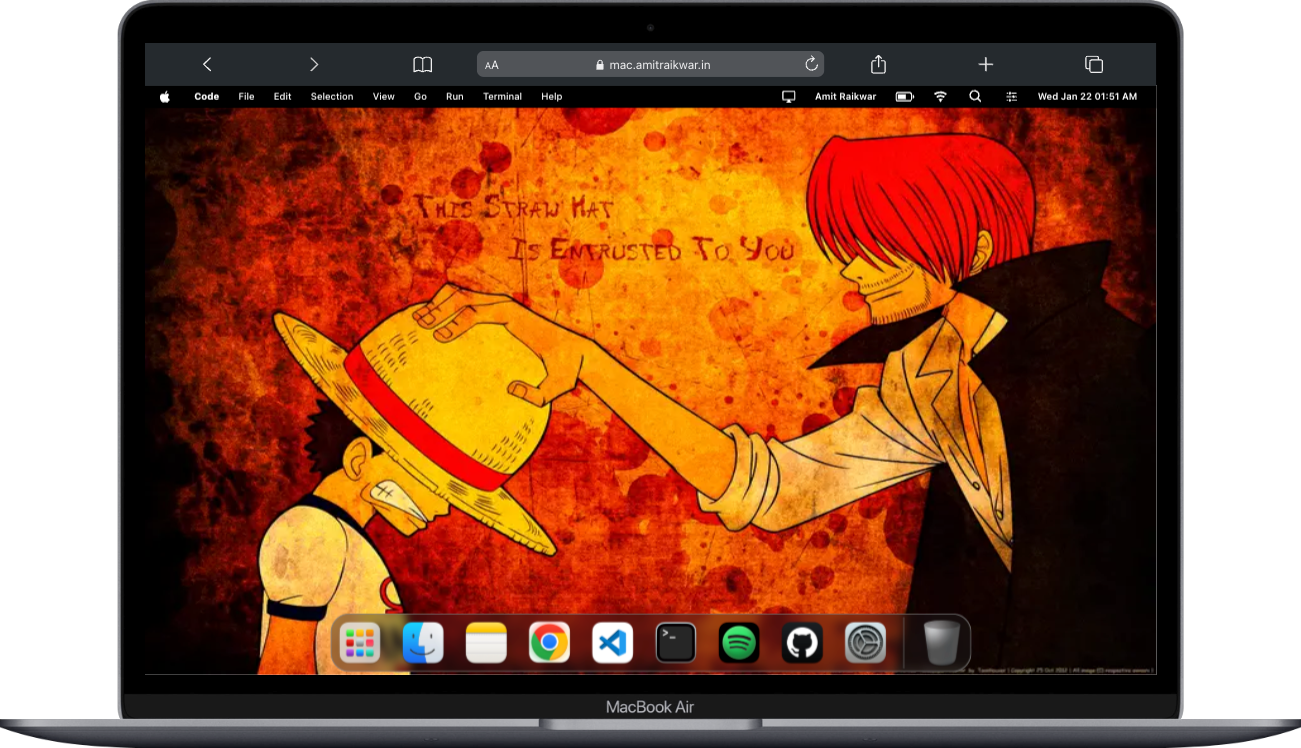 AA mac.amitraikwar.in
Code File Edit Selection View Go Run Terminal Help Amit Raikwar Wed Jan 22 01:51 AM
This Straw Hat
Is Entrusted To You
>_
MacBook Air